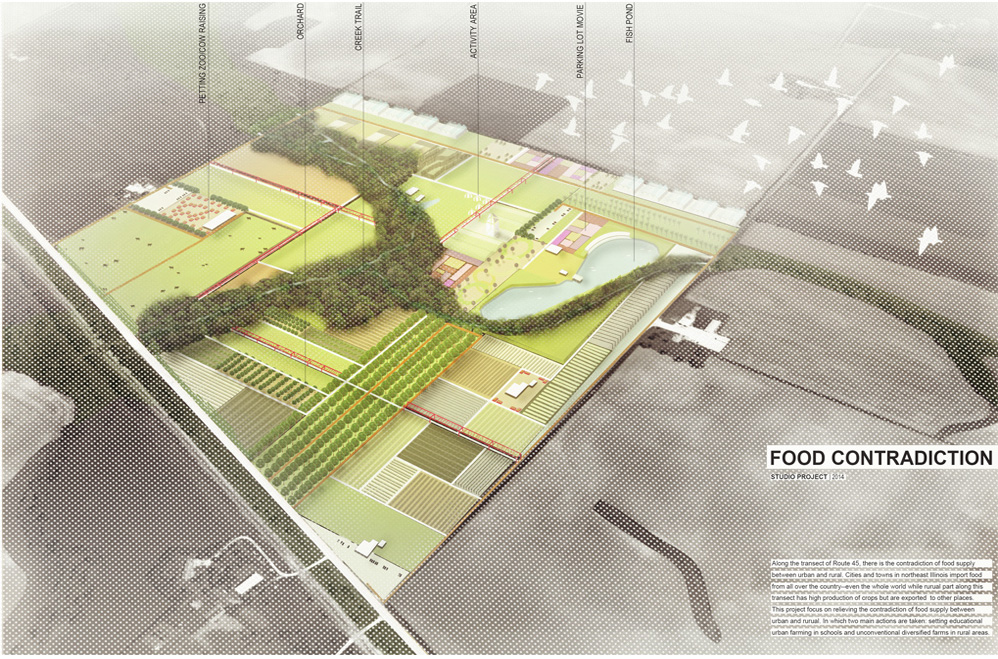 PETTING ZOO/COW RAISING
ORCHARD
CREEK TRAIL
ACTIVITY AREA
PARKING LOT MOVIE
FISH POND
FOOD CONTRADICTION
STUDIO PROJECT | 2014
Along the transect of Route 45, there is the contradiction of food supply
between urban and rural. Cities and towns in northeast Illinois import food
from all over the country--even the whole world while rurual part along this
transect has high production of crops but are exported to other places.
This project focus on relieving the contradiction of food supply between
urban and rurual. In which two main actions are taken: setting educational
urban farming in schools and unconventional diversified farms in rural areas.